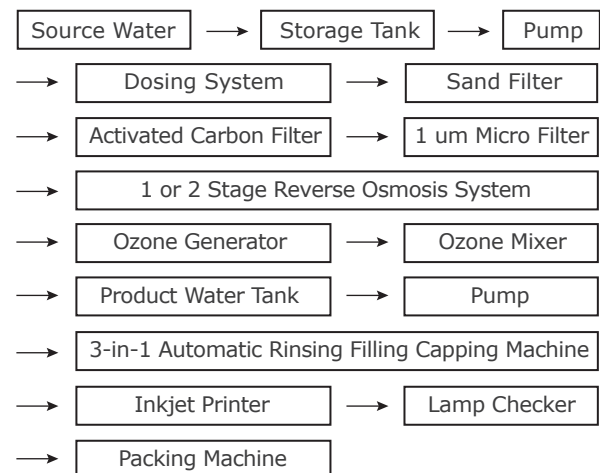 Source Water → Storage Tank → Pump
→ Dosing System → Sand Filter
→ Activated Carbon Filter → 1 um Micro Filter
→ 1 or 2 Stage Reverse Osmosis System
→ Ozone Generator → Ozone Mixer
→ Product Water Tank → Pump
→ 3-in-1 Automatic Rinsing Filling Capping Machine
→ Inkjet Printer → Lamp Checker
→ Packing Machine